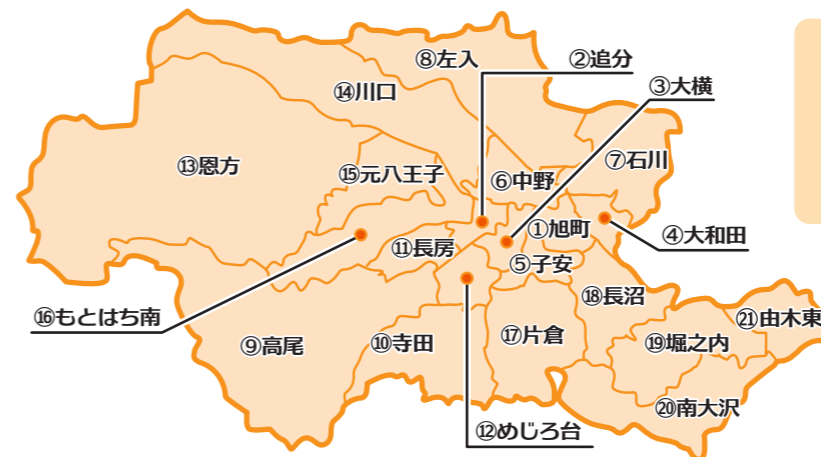 ⑧左入
②追分
③大横
⑭川口
⑦石川
⑬恩方
⑮元八王子
⑥中野
①旭町
④大和田
⑪長房
⑤子安
⑱長沼
⑯もとはち南
⑨高尾
⑩寺田
⑰片倉
⑲堀之内
㉑由木東
⑳南大沢
⑫めじろ台